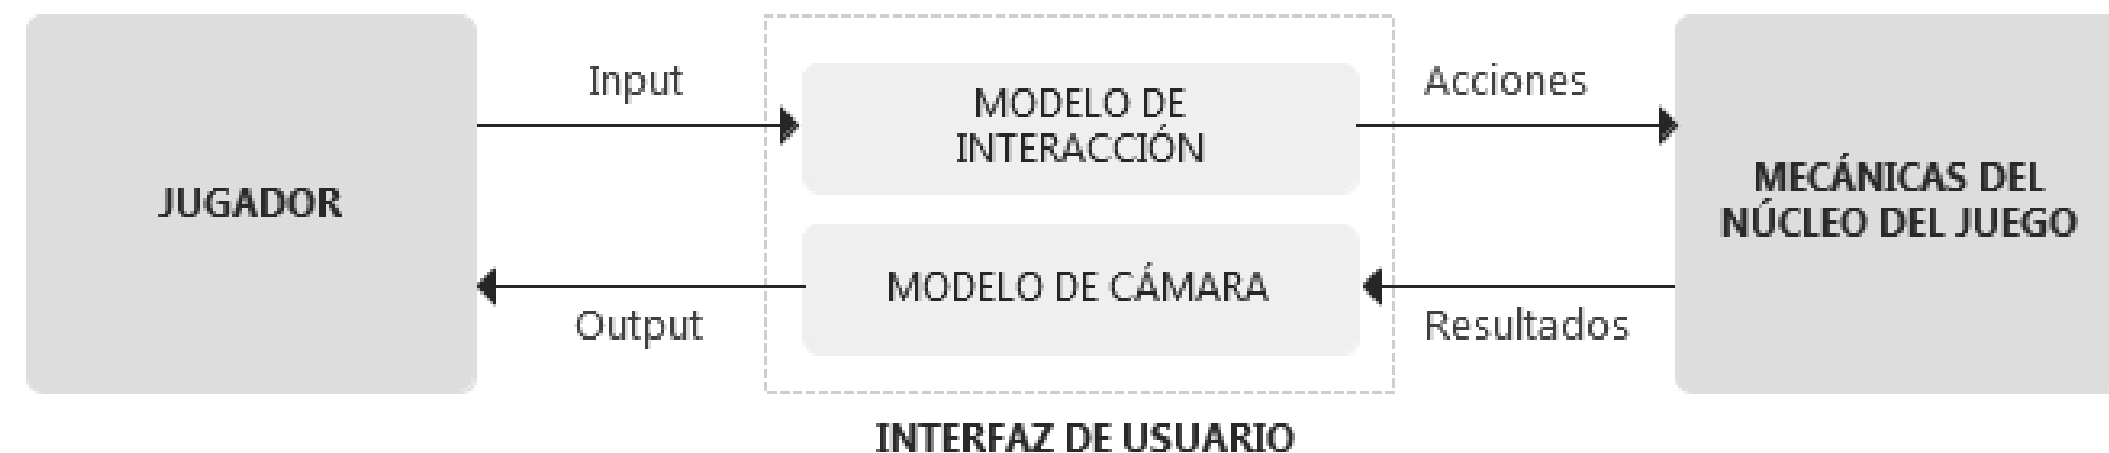 JUGADOR
Input
Output
MODELO DE
INTERACCIÓN
MODELO DE CÁMARA
INTERFAZ DE USUARIO
Acciones
Resultados
MECÁNICAS DEL
NÚCLEO DEL JUEGO